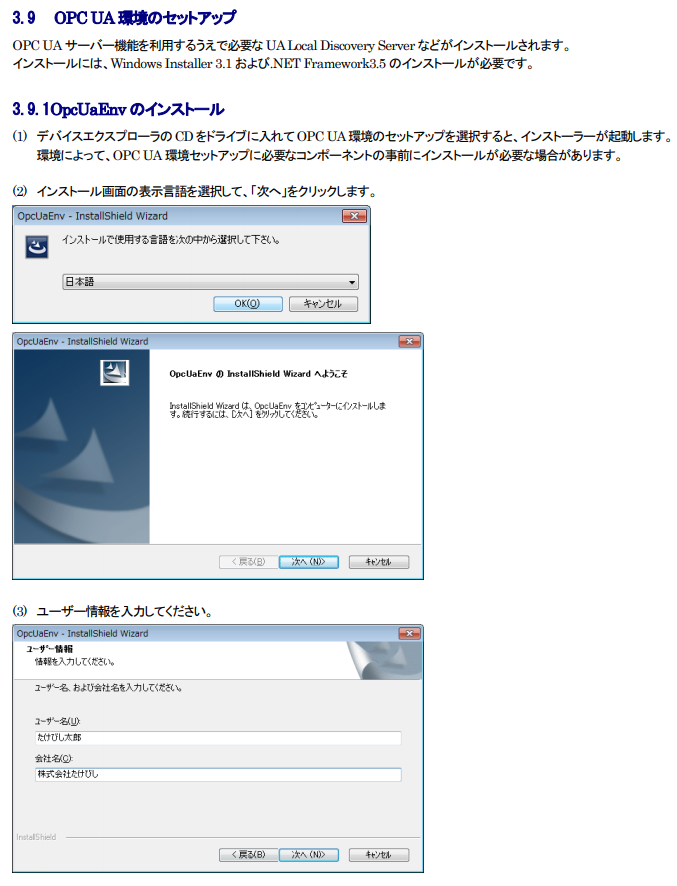 3.9 OPC UA 環境のセットアップ
OPC UA サーバー機能を利用するうえで必要な UA Local Discovery Server などがインストールされます。
インストールには、Windows Installer 3.1 および.NET Framework3.5 のインストールが必要です。
3.9.1OpcUaEnv のインストール
(1) デバイスエクスプローラの CD をドライブに入れて OPC UA 環境のセットアップを選択すると、インストーラーが起動します。
環境によって、OPC UA 環境セットアップに必要なコンポーネントの事前にインストールが必要な場合があります。
(2) インストール画面の表示言語を選択して、「次へ」をクリックします。
OpcUaEnv - InstallShield Wizard
インストールで使用する言語を次の中から選択して下さい。
日本語
OK(O) キャンセル
OpcUaEnv - InstallShield Wizard
OpcUaEnv の InstallShield Wizard へようこそ
InstallShield Wizard は、OpcUaEnv をコンピューターにインストールしま
す。続行するには、[次へ] をクリックしてください。
< 戻る(B) 次へ (N)> キャンセル
(3) ユーザー情報を入力してください。
OpcUaEnv - InstallShield Wizard
ユーザー情報
情報を入力してください。
ユーザー名、および会社名を入力してください。
ユーザー名(U):
たけびし太郎
会社名(C):
株式会社たけびし
InstallShield
< 戻る(B) 次へ (N)> キャンセル